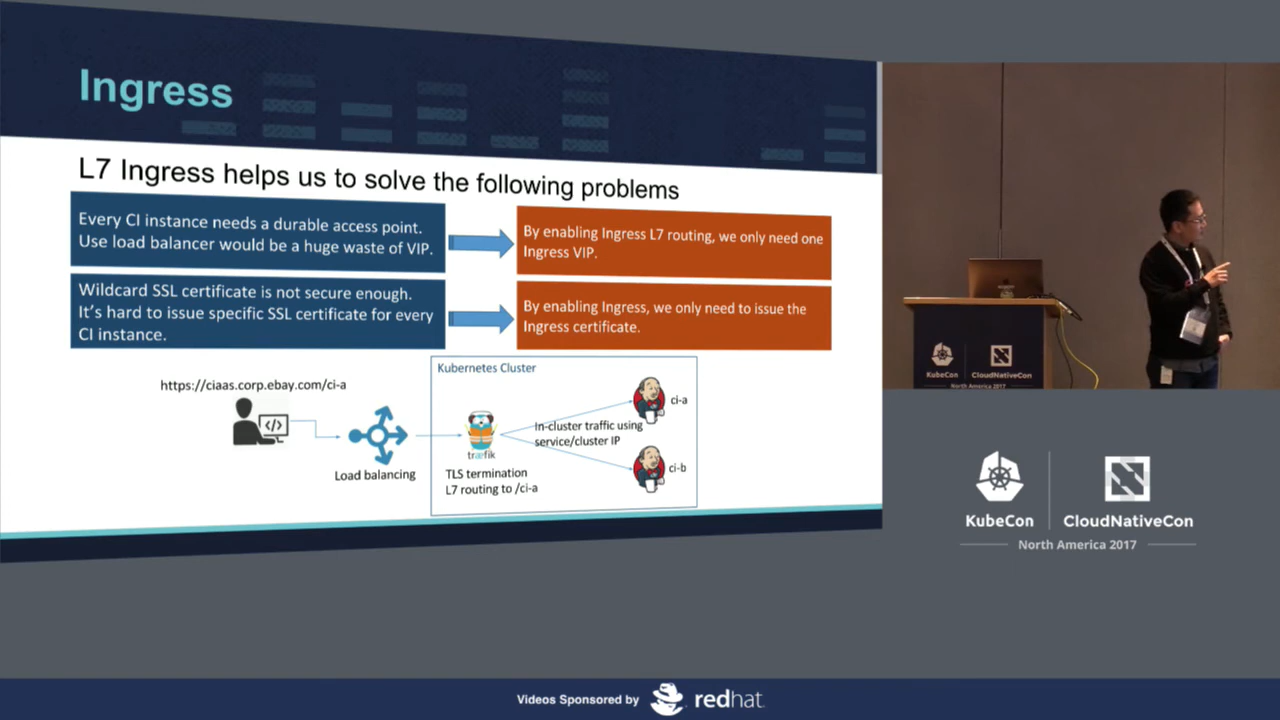 Ingress
L7 Ingress helps us to solve the following problems
Every CI instance needs a durable access point.
Use load balancer would be a huge waste of VIP.
By enabling Ingress L7 routing, we only need one
Ingress VIP.
Wildcard SSL certificate is not secure enough.
It's hard to issue specific SSL certificate for every
CI instance.
By enabling Ingress, we only need to issue the
Ingress certificate.
https://ciaas.corp.ebay.com/ci-a
Kubernetes Cluster
ci-a
In-cluster traffic using
service/cluster IP
træfik
ci-b
Load balancing
TLS termination
L7 routing to /ci-a
KubeCon
CloudNativeCon
North America 2017
KubeCon
CloudNativeCon
North America 2017
Videos Sponsored by
redhat.